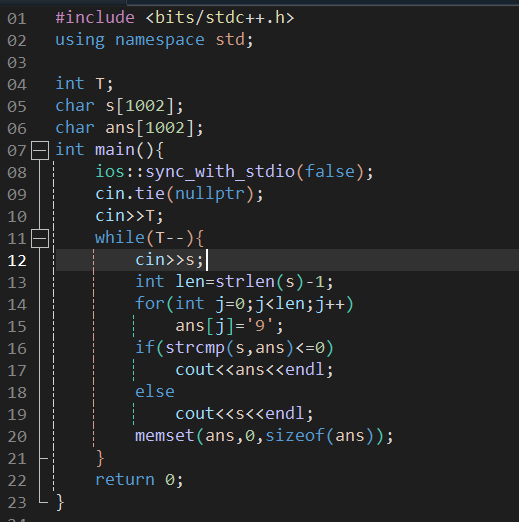 01 #include <bits/stdc++.h>
02 using namespace std;
03
04 int T;
05 char s[1002];
06 char ans[1002];
07 int main(){
08     ios::sync_with_stdio(false);
09     cin.tie(nullptr);
10     cin>>T;
11     while(T--){
12         cin>>s;
13         int len=strlen(s)-1;
14         for(int j=0;j<len;j++)
15             ans[j]='9';
16         if(strcmp(s,ans)<=0)
17             cout<<ans<<endl;
18         else
19             cout<<s<<endl;
20         memset(ans,0,sizeof(ans));
21     }
22     return 0;
23 }